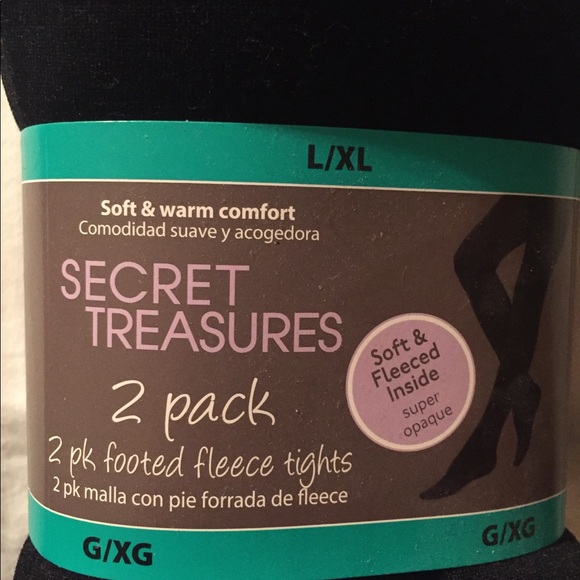 L/XL
Soft & warm comfort
Comodidad suave y acogedora
SECRET
TREASURES
Soft &
Fleeced
Inside
super
opaque
2 pack
2 pk footed fleece tights
2 pk malla con pie forrada de fleece
G/XG
G/XG